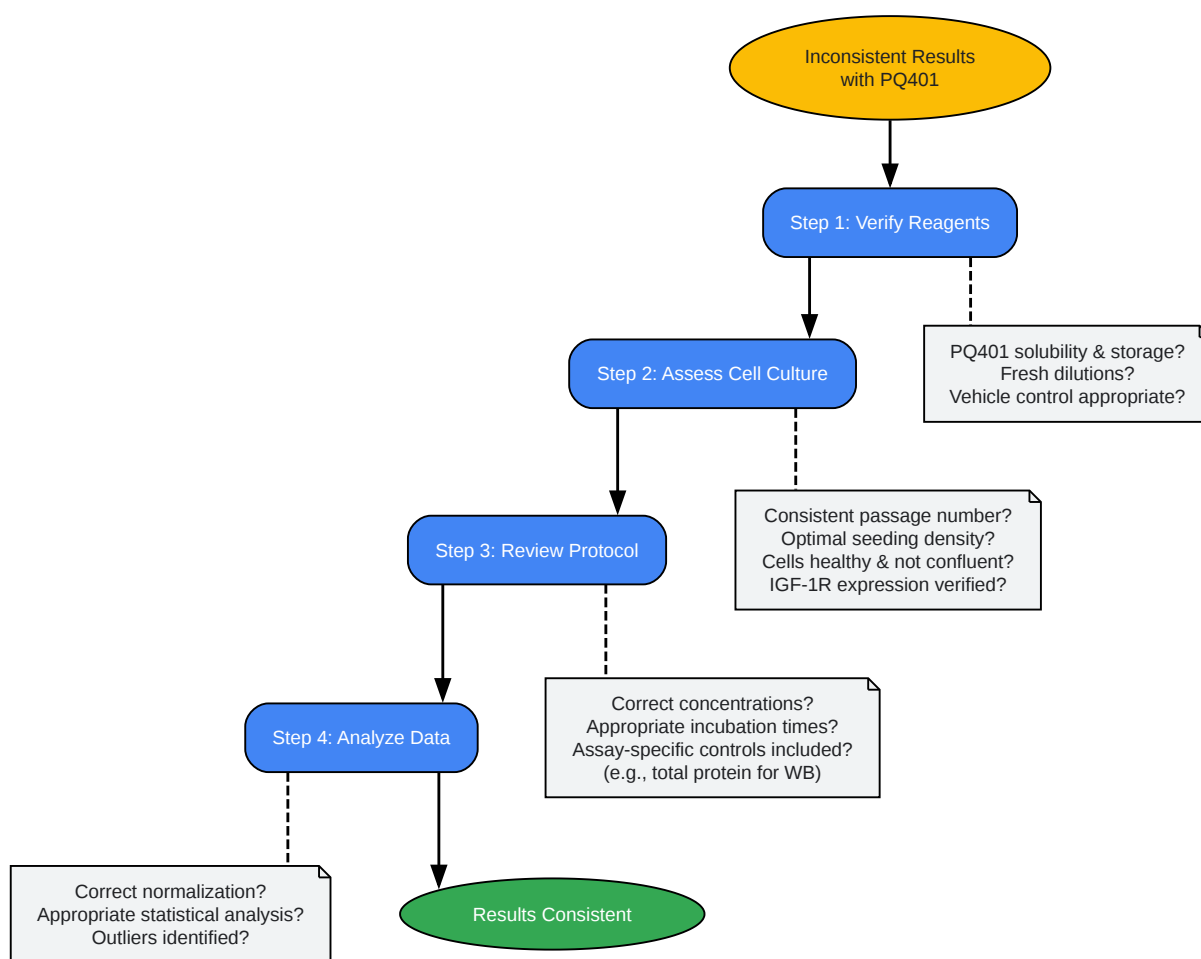 Inconsistent Results
with PQ401
Step 1: Verify Reagents
PQ401 solubility & storage?
Fresh dilutions?
Vehicle control appropriate?
Step 2: Assess Cell Culture
Consistent passage number?
Optimal seeding density?
Cells healthy & not confluent?
IGF-1R expression verified?
Step 3: Review Protocol
Correct concentrations?
Appropriate incubation times?
Assay-specific controls included?
(e.g., total protein for WB)
Step 4: Analyze Data
Correct normalization?
Appropriate statistical analysis?
Outliers identified?
Results Consistent